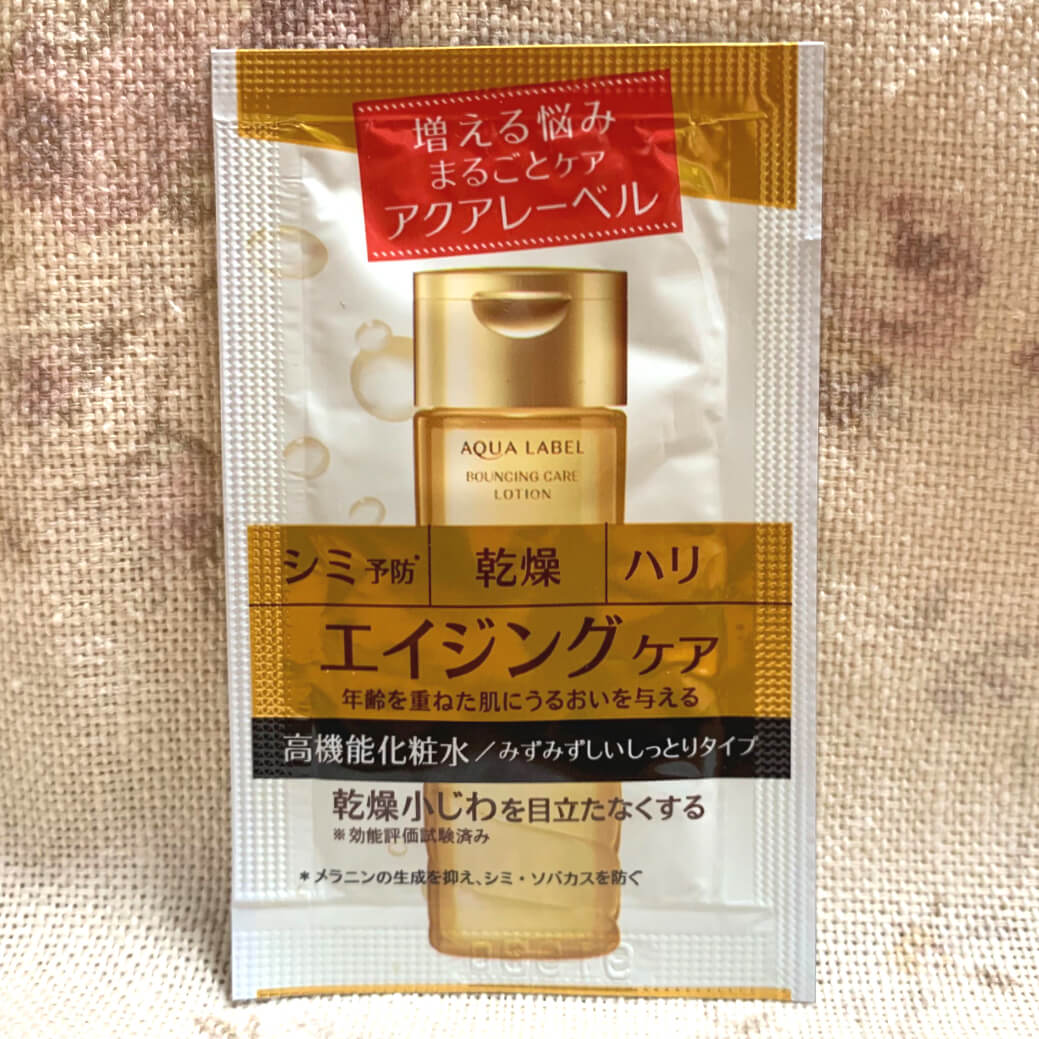 増える悩み
まるごとケア
アクアレーベル
AQUA LABEL
BOUNCING CARE
LOTION
シミ予防* 乾燥 ハリ
エイジングケア*
年齢を重ねた肌にうるおいを与える
高機能化粧水/みずみずしいしっとりタイプ
乾燥小じわを目立たなくする
※効能評価試験済み
*メラニンの生成を抑え、シミ・ソバカスを防ぐ